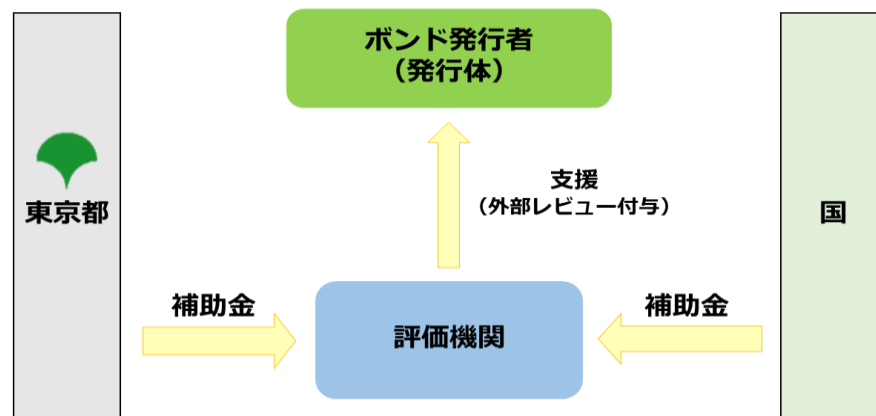 ボンド発行者
（発行体）
支援
（外部レビュー付与）
東京都
国
補助金
補助金
評価機関